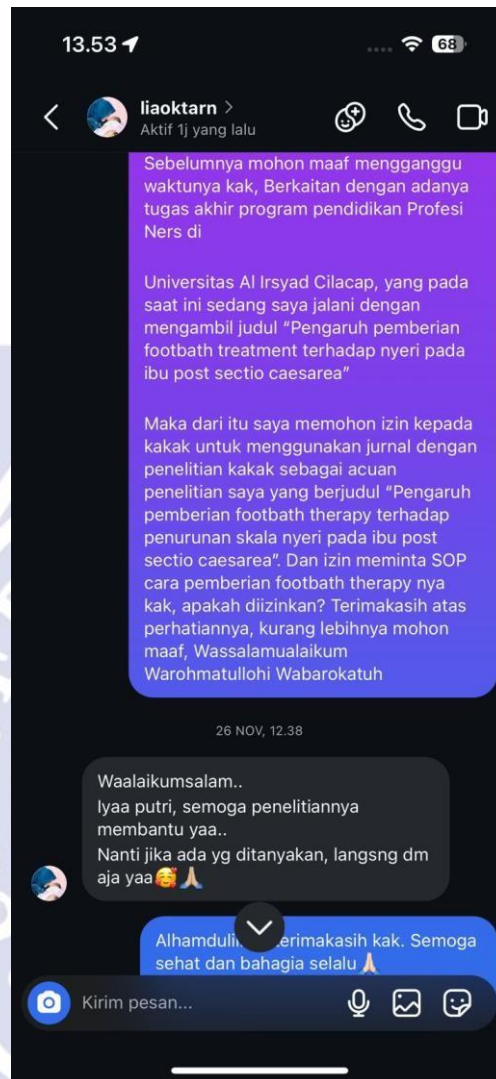 13.53
68
liaoktarn >
Aktif 1j yang lalu
Sebelumnya mohon maaf mengganggu
waktunya kak, Berkaitan dengan adanya
tugas akhir program pendidikan Profesi
Ners di
Universitas Al Irsyad Cilacap, yang pada
saat ini sedang saya jalani dengan
mengambil judul “Pengaruh pemberian
footbath treatment terhadap nyeri pada
ibu post sectio caesarea”
Maka dari itu saya memohon izin kepada
kakak untuk menggunakan jurnal dengan
penelitian kakak sebagai acuan
penelitian saya yang berjudul “Pengaruh
pemberian footbath therapy terhadap
penurunan skala nyeri pada ibu post
sectio caesarea”. Dan izin meminta SOP
cara pemberian footbath therapy nya
kak, apakah diizinkan? Terimakasih atas
perhatiannya, kurang lebihnya mohon
maaf, Wassalamualaikum
Warohmatullohi Wabarokatuh
26 NOV, 12.38
Waalaikumsalam..
Iyaa putri, semoga penelitiannya
membantu yaa..
Nanti jika ada yg ditanyakan, langsng dm
aja yaa🥰🙏🏻
kak. Semoga
sehat dan bahagia selalu🙏🏻
Kirim pesan...